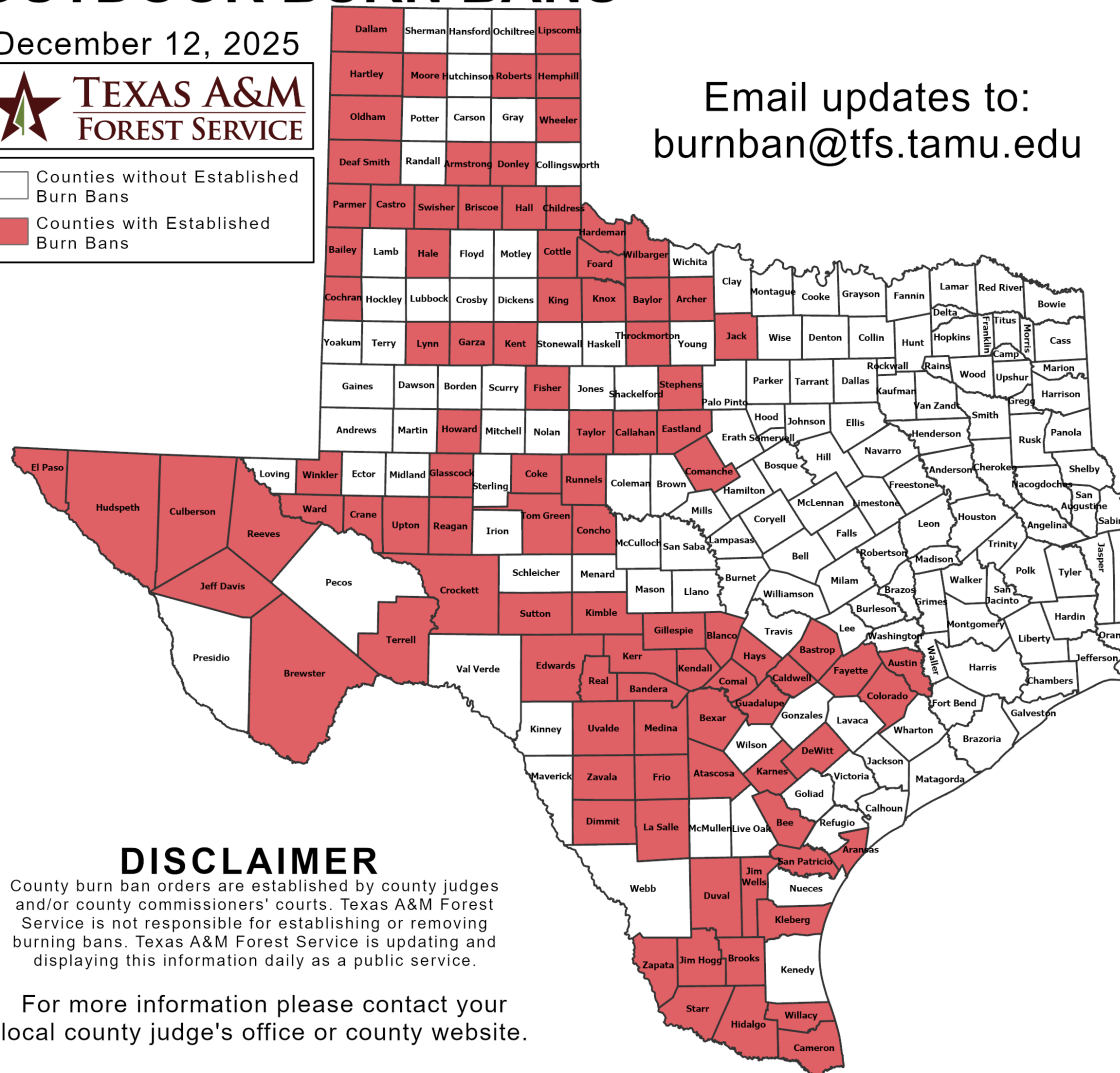 December 12, 2025
TEXAS A&M
FOREST SERVICE
Counties without Established
Burn Bans
Counties with Established
Burn Bans
Email updates to:
burnban@tfs.tamu.edu
Dallam Sherman Hansford Ochiltree Lipscomb
Hartley Moore Hutchinson Roberts Hemphill
Oldham Potter Carson Gray Wheeler
Deaf Smith Randall Armstrong Donley Collingsworth
Parmer Castro Swisher Briscoe Hall Childress
Hardeman
Bailey Lamb Hale Floyd Motley Cottle Foard Wilbarger Wichita
Clay Montague Cooke Grayson Fannin Lamar Red River Bowie
Cochran Hockley Lubbock Crosby Dickens King Knox Baylor Archer
Delta Titus Franklin Morris
Yoakum Terry Lynn Garza Kent Stonewall Haskell Throckmorton Young Jack Wise Denton Collin Hunt Hopkins Cass
Camp
Rockwall Rains Wood Upshur Marion
Gaines Dawson Borden Scurry Fisher Jones Shackelford Stephens Palo Pinto Parker Tarrant Dallas Kaufman Van Zandt Gregg Harrison
Andrews Martin Howard Mitchell Nolan Taylor Callahan Eastland Erath Hood Somervell Johnson Ellis Henderson Smith Rusk Panola
El Paso Hudspeth Culberson Reeves Loving Winkler Ector Midland Glasscock Sterling Coke Runnels Coleman Brown Comanche Hamilton Bosque Hill Navarro Freestone Anderson Cherokee Nacogdoches Shelby
San
Augustine
Sabi
Ward Crane Upton Reagan Irion Tom Green Concho McCulloch San Saba Mills Lampasas Coryell McLennan Limestone Falls Leon Houston Angelina
Trinity
Jasper
Jeff Davis Pecos Crockett Schleicher Menard Mason Llano Burnet Bell Williamson Milam Robertson Brazos Madison Grimes Walker San
Jacinto
Polk Tyler
Burleson Washington Montgomery Liberty Hardin Oran
Presidio Brewster Terrell Val Verde Sutton Kimble Gillespie Blanco Travis Lee Bastrop Waller Harris Chambers Jefferson
Edwards Kerr Real Bandera Kendall Hays Comal Caldwell Fayette Austin Colorado Fort Bend Galveston
Kinney Uvalde Medina Bexar Guadalupe Gonzales Lavaca Wharton Brazoria
Maverick Zavala Frio Atascosa Wilson Karnes DeWitt Victoria Jackson Matagorda
Dimmit La Salle McMullen Live Oak Bee Goliad Refugio Calhoun
Aransas
Webb Duval Jim
Wells
San Patricio
Nueces
Kleberg
Zapata Jim Hogg Brooks Kenedy
Starr Hidalgo Willacy
Cameron
DISCLAIMER
County burn ban orders are established by county judges
and/or county commissioners' courts. Texas A&M Forest
Service is not responsible for establishing or removing
burning bans. Texas A&M Forest Service is updating and
displaying this information daily as a public service.
For more information please contact your
local county judge's office or county website.